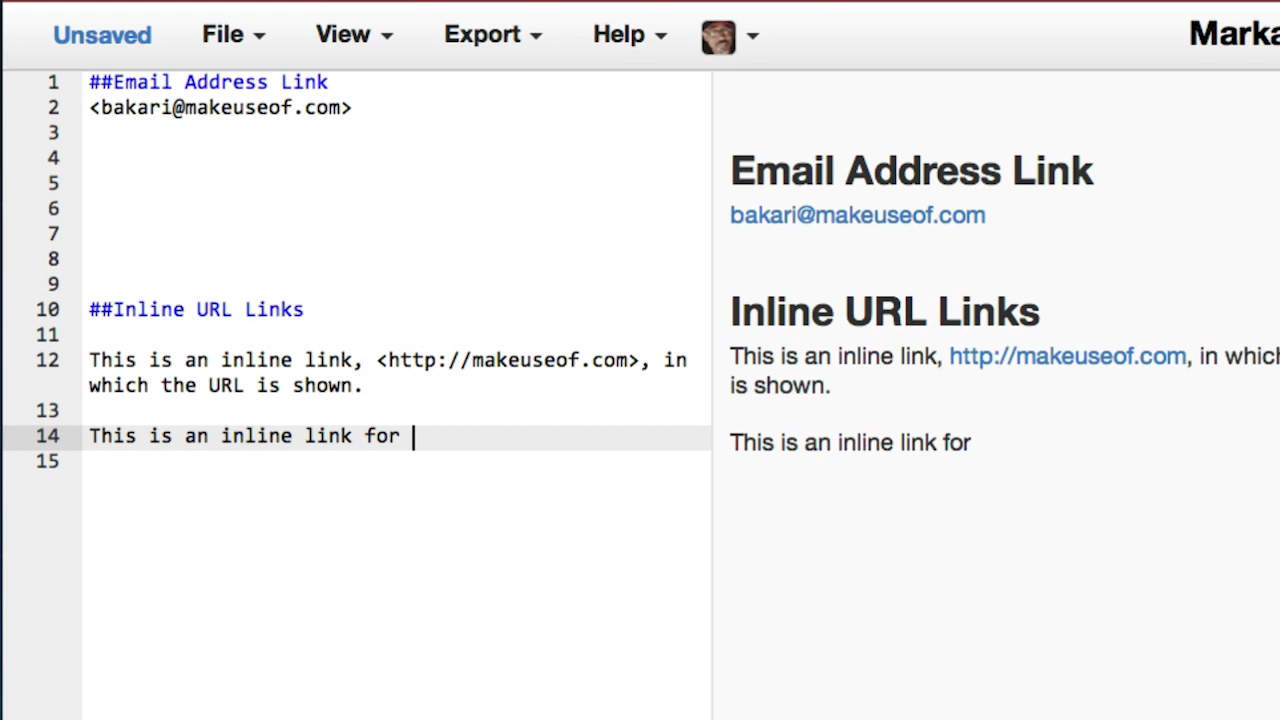 Unsaved File View Export Help Marka
1 ##Email Address Link
2 <bakari@makeuseof.com>
3
4
5
6
7
8
9
10 ##Inline URL Links
11
12 This is an inline link, <http://makeuseof.com>, in
which the URL is shown.
13
14 This is an inline link for
15
Email Address Link
bakari@makeuseof.com
Inline URL Links
This is an inline link, http://makeuseof.com, in which
is shown.
This is an inline link for